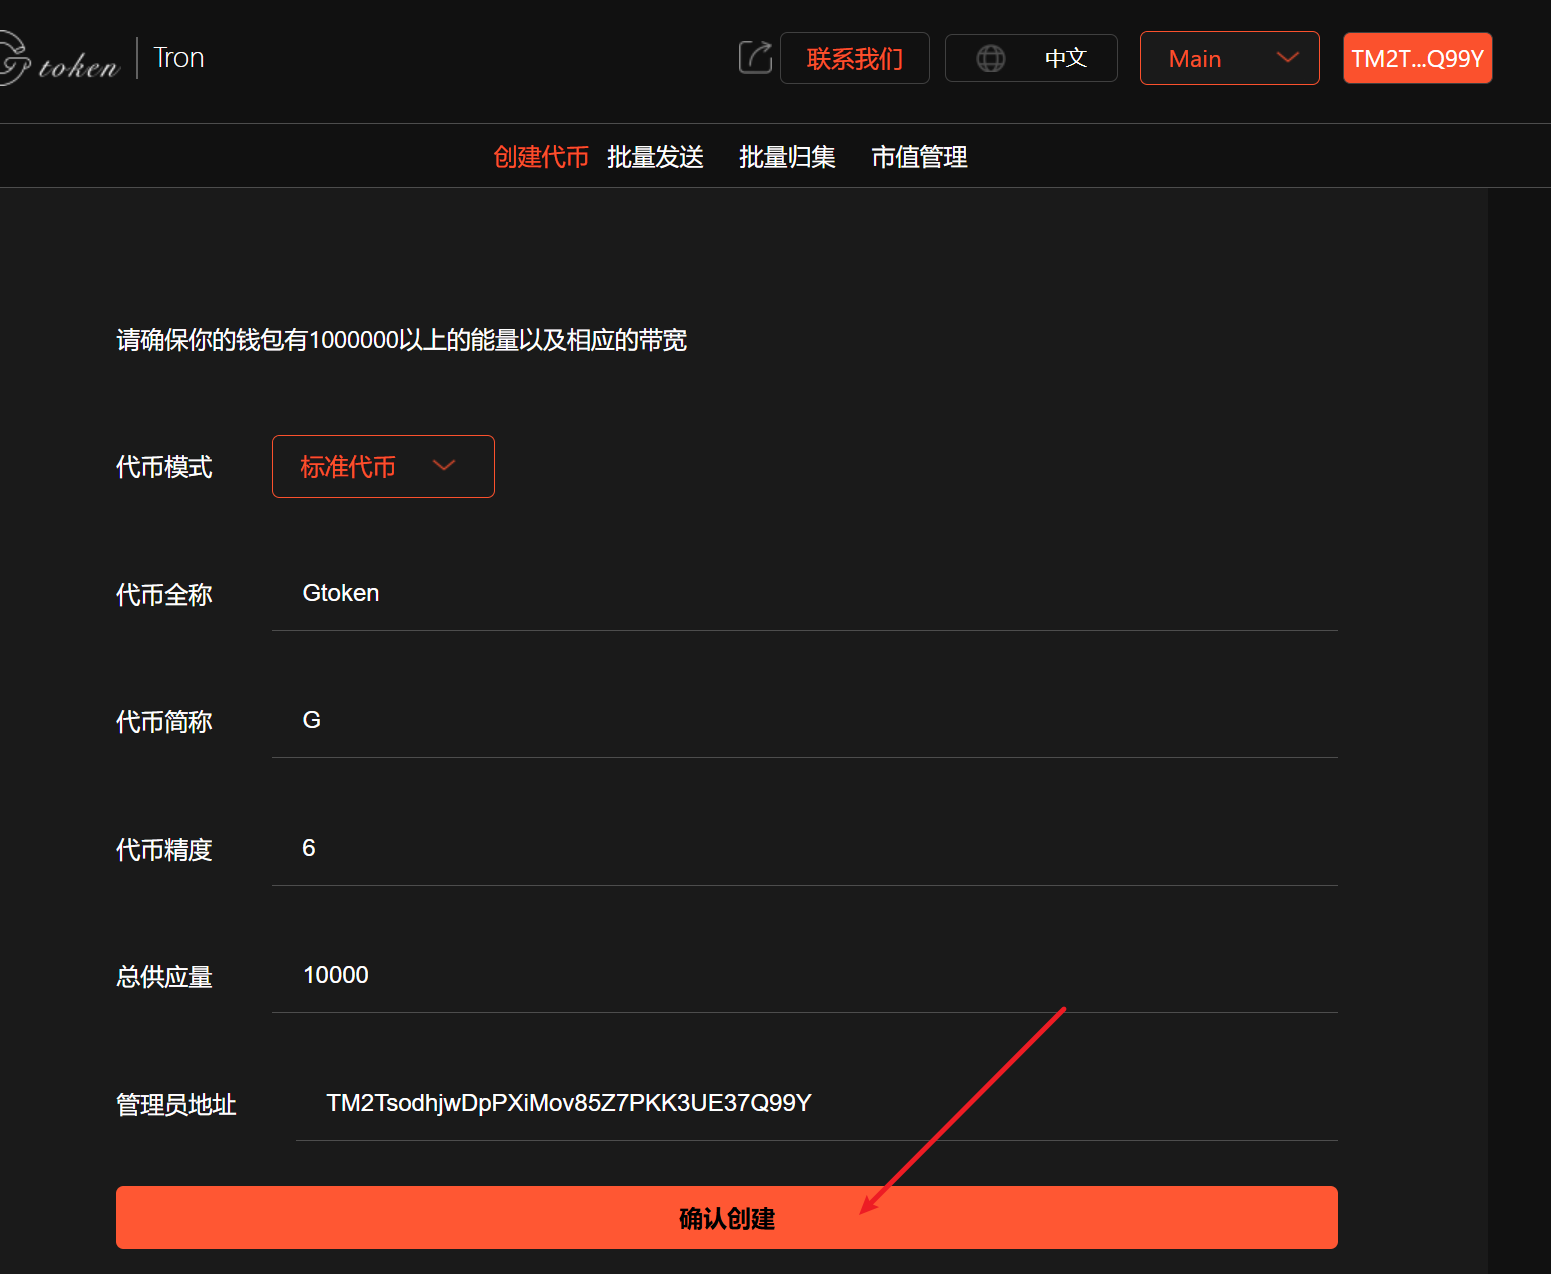 token | Tron
联系我们
中文
Main
TM2T...Q99Y
创建代币 批量发送 批量归集 市值管理
请确保你的钱包有1000000以上的能量以及相应的带宽
代币模式 标准代币
代币全称 Gtoken
代币简称 G
代币精度 6
总供应量 10000
管理员地址 TM2TsodhjwDpPXiMov85Z7PKK3UE37Q99Y
确认创建